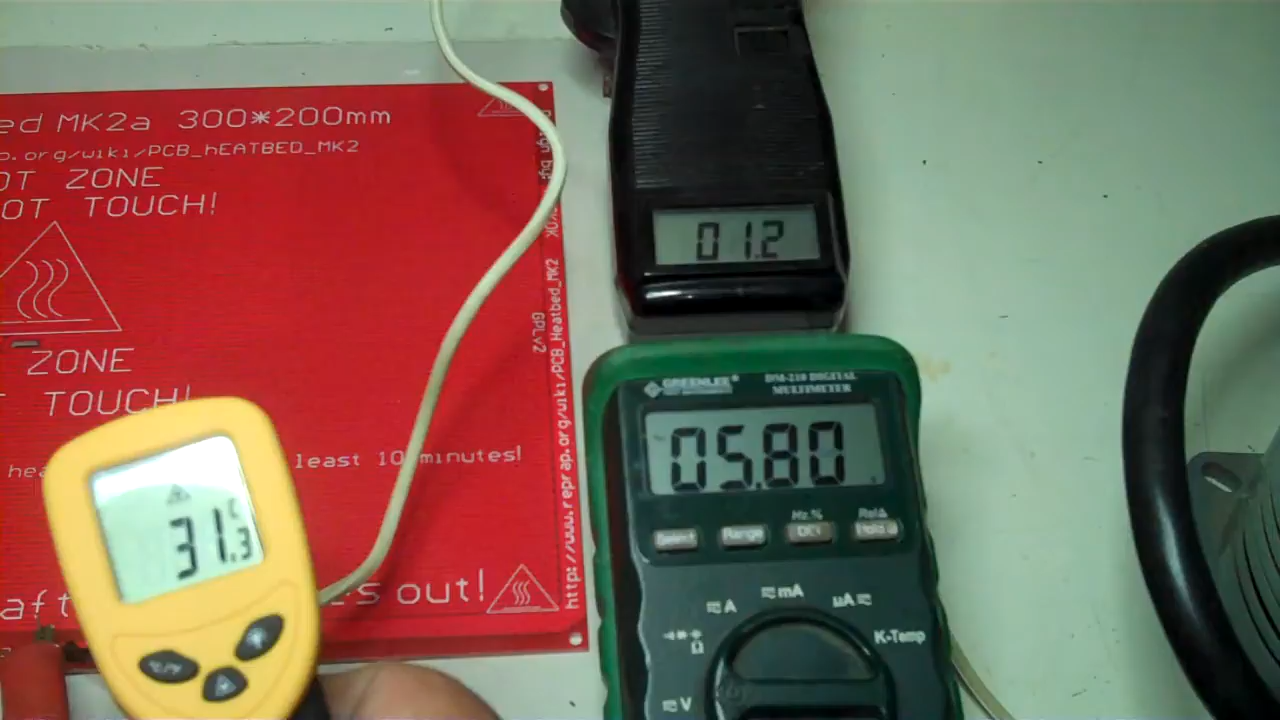 ed MK2a 300*200mm
p.org/wiki/PCB_hEATBED_MK2
OT ZONE
OT TOUCH!
ZONE
TOUCH!
hea
least 10 minutes!
aft
s out!
GPLv2
http://www.reprap.org/wiki/PCB_Heatbed_MK2
01.2
GREENLEE®
DM-210 DIGITAL
MULTIMETER
05.80
Select
Range
Hz.%
Rel∆
Hold
A
mA
µA
Ω
K-Temp
V
31.3
°C